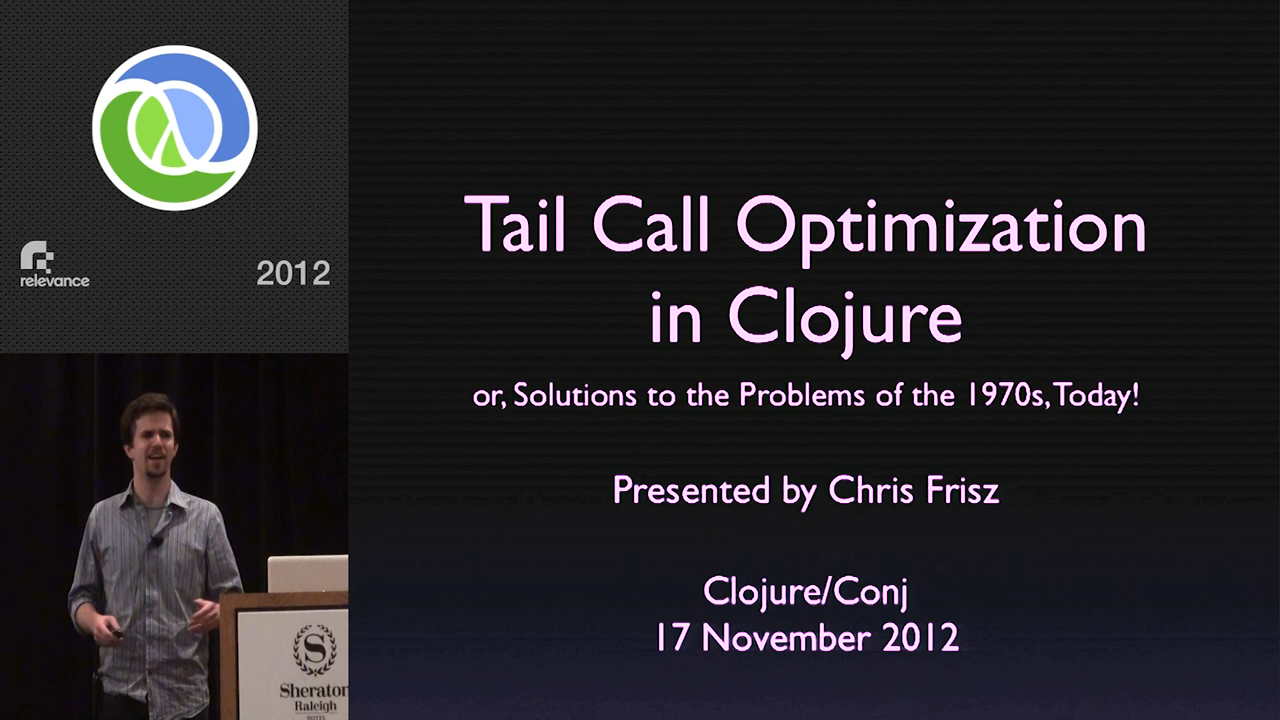 relevance
2012
Tail Call Optimization
in Clojure
or, Solutions to the Problems of the 1970s, Today!
Presented by Chris Frisz
Clojure/Conj
17 November 2012
S
Sheraton
Raleigh
HOTEL